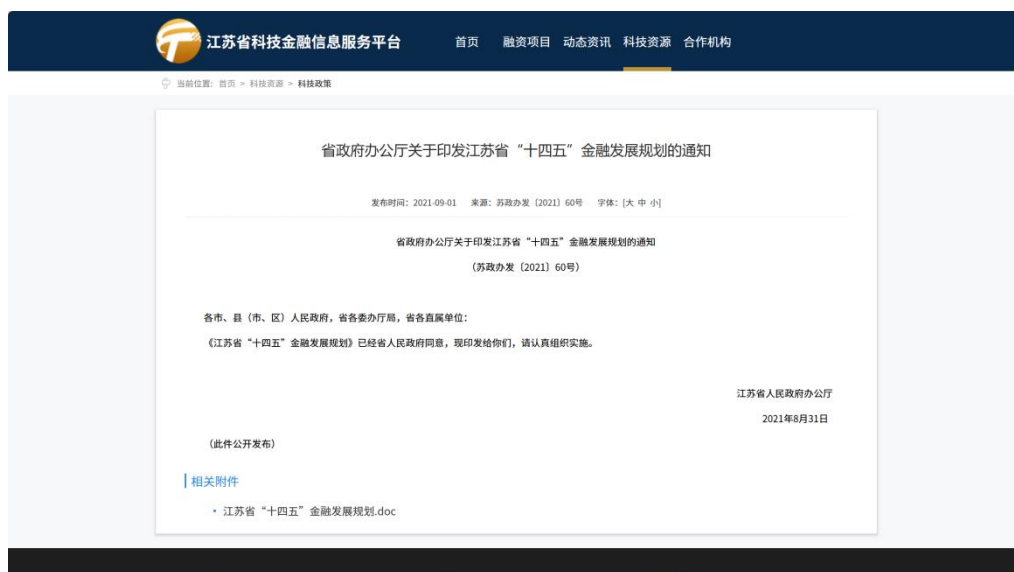 江苏省科技金融信息服务平台 首页 融资项目 动态资讯 科技资源 合作机构
当前位置: 首页 > 科技资源 > 科技政策
省政府办公厅关于印发江苏省“十四五”金融发展规划的通知
发布时间: 2021-09-01 来源: 苏政办发〔2021〕60号 字体: [大 中 小]
省政府办公厅关于印发江苏省“十四五”金融发展规划的通知
(苏政办发〔2021〕60号)
各市、县（市、区）人民政府，省各委办厅局，省各直属单位：
《江苏省“十四五”金融发展规划》已经省人民政府同意，现印发给你们，请认真组织实施。
江苏省人民政府办公厅
2021年8月31日
（此件公开发布）
相关附件
• 江苏省“十四五”金融发展规划.doc